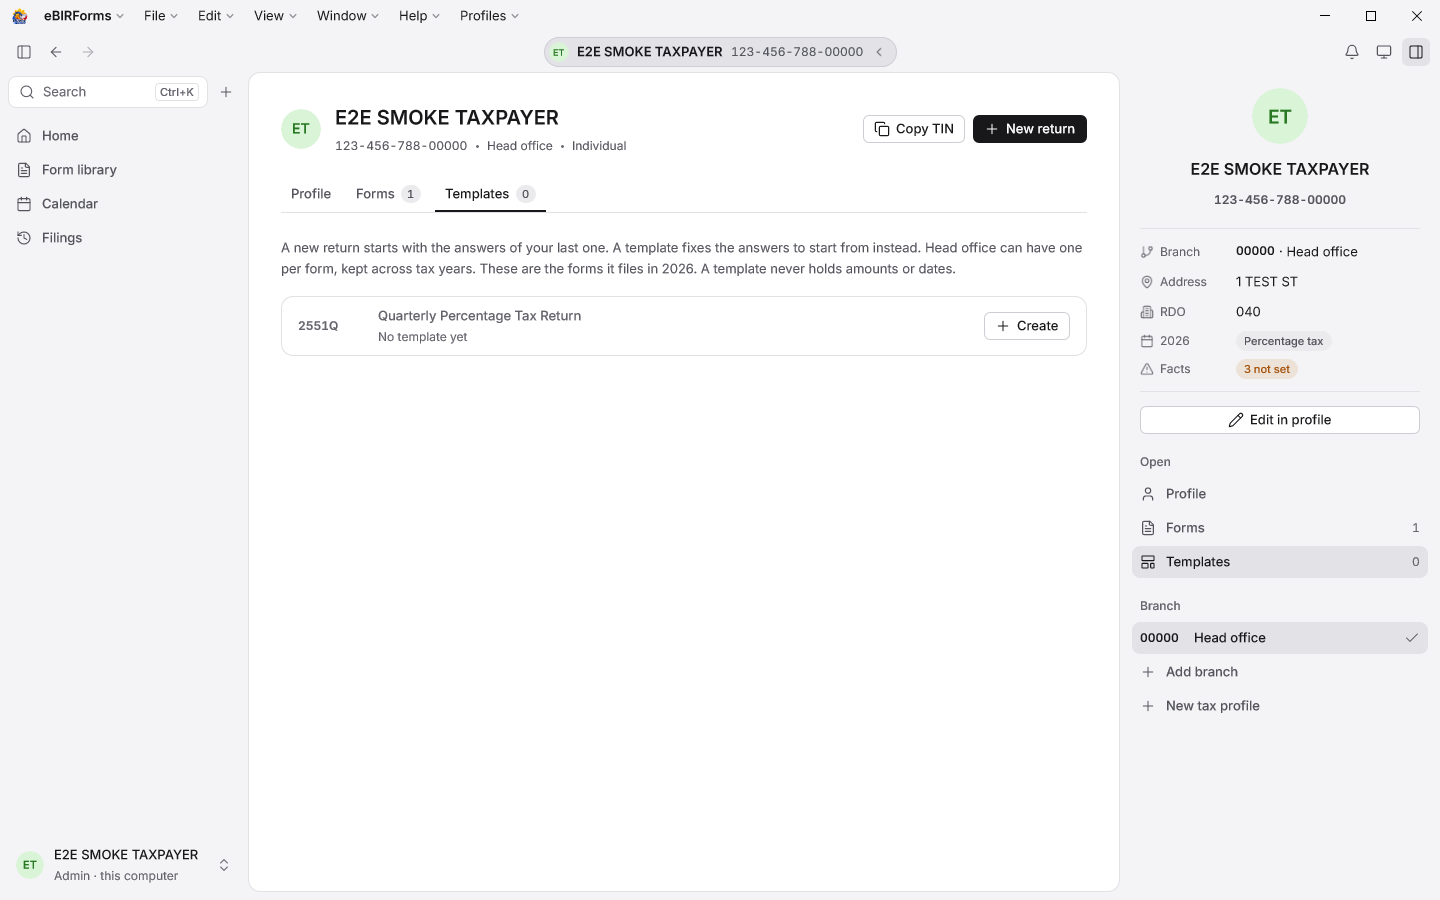 eBIRForms
File
Edit
View
Window
Help
Profiles
ET E2E SMOKE TAXPAYER 123-456-788-00000
Search Ctrl+K
Home
Form library
Calendar
Filings
ET
E2E SMOKE TAXPAYER
Admin · this computer
ET
E2E SMOKE TAXPAYER
123-456-788-00000 • Head office • Individual
Copy TIN
New return
Profile
Forms 1
Templates 0
A new return starts with the answers of your last one. A template fixes the answers to start from instead. Head office can have one
per form, kept across tax years. These are the forms it files in 2026. A template never holds amounts or dates.
2551Q
Quarterly Percentage Tax Return
No template yet
Create
ET
E2E SMOKE TAXPAYER
123-456-788-00000
Branch 00000 · Head office
Address 1 TEST ST
RDO 040
2026 Percentage tax
Facts 3 not set
Edit in profile
Open
Profile
Forms 1
Templates 0
Branch
00000 Head office
Add branch
New tax profile